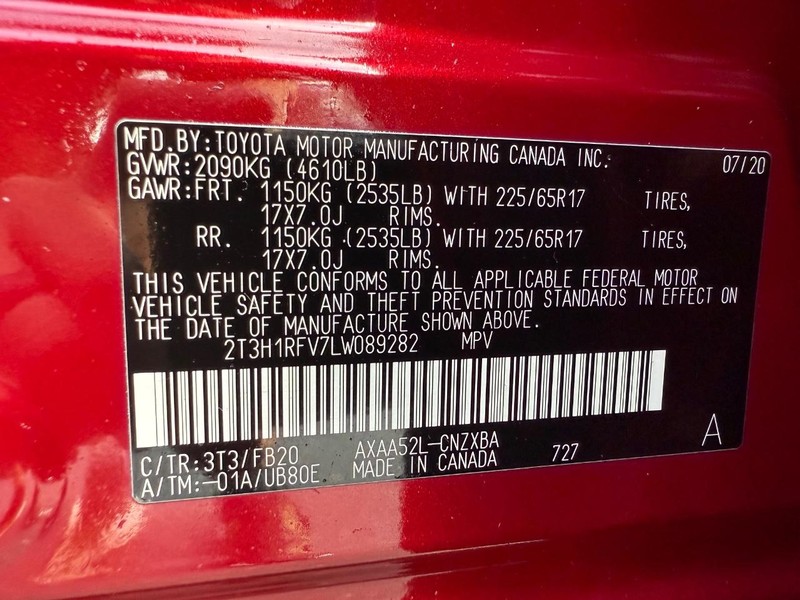 MFD.BY:TOYOTA MOTOR MANUFACTURING CANADA INC. 07/20
GVWR:2090KG (4610LB)
GAWR:FRT. 1150KG (2535LB) WITH 225/65R17 TIRES,
17X7.0J RIMS.
RR. 1150KG (2535LB) WITH 225/65R17 TIRES,
17X7.0J RIMS.
THIS VEHICLE CONFORMS TO ALL APPLICABLE FEDERAL MOTOR
VEHICLE SAFETY AND THEFT PREVENTION STANDARDS IN EFFECT ON
THE DATE OF MANUFACTURE SHOWN ABOVE.
2T3H1RFV7LW089282 MPV
C/TR:3T3/FB20 AXAA52L-CNZXBA 727 A
A/TM:-01A/UB80E MADE IN CANADA